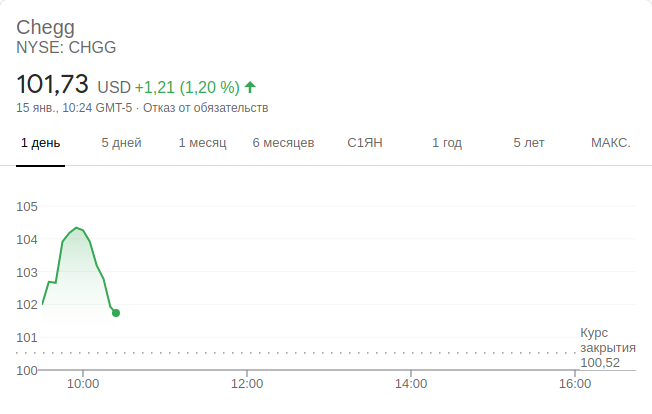 Chegg
NYSE: CHGG
101,73 USD +1,21 (1,20 %)
15 янв., 10:24 GMT-5 · Отказ от обязательств
1 день 5 дней 1 месяц 6 месяцев С1ЯН 1 год 5 лет МАКС.
105
104
103
102
101
100
Курс
закрытия
100,52
10:00 12:00 14:00 16:00